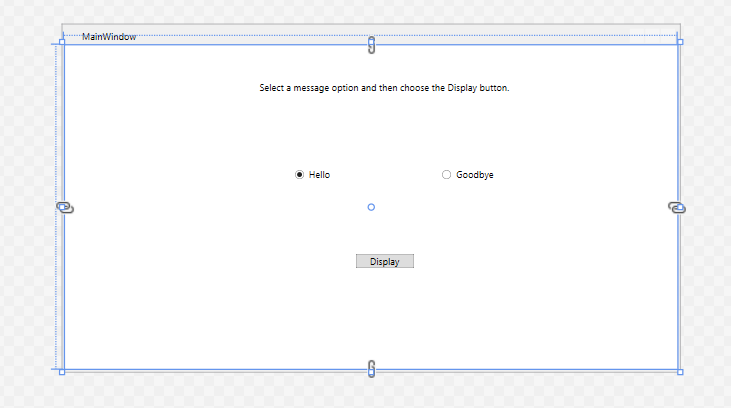 MainWindow
Select a message option and then choose the Display button.
Hello
Goodbye
Display